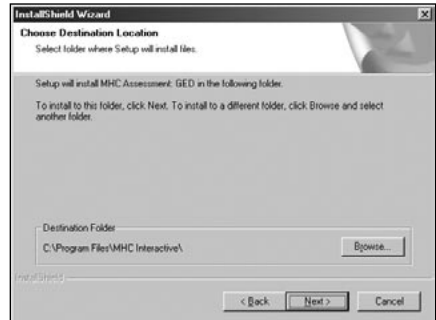 InstallShield Wizard
Choose Destination Location
Select folder where Setup will install files.
Setup will install MHC Assessment: GED in the following folder.
To install to this folder, click Next. To install to a different folder, click Browse and select
another folder.
Destination Folder
C:\Program Files\MHC Interactive\
Browse...
InstallShield
< Back
Next >
Cancel